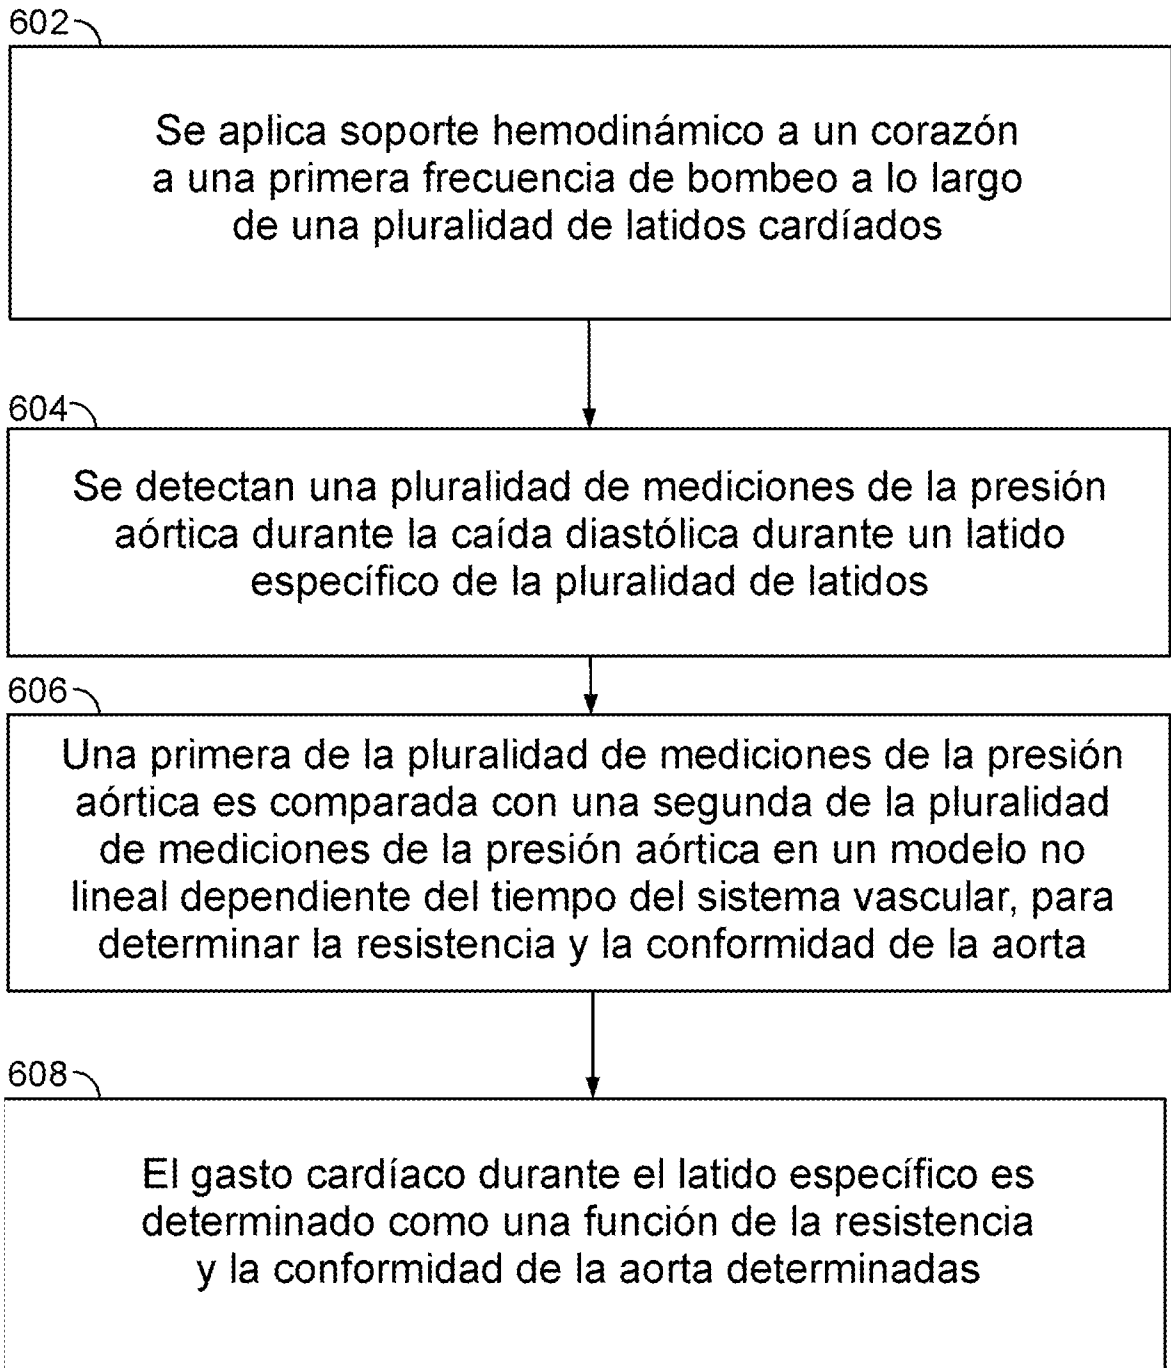 602
Se aplica soporte hemodinámico a un corazón
a una primera frecuencia de bombeo a lo largo
de una pluralidad de latidos cardíados
604
Se detectan una pluralidad de mediciones de la presión
aórtica durante la caída diastólica durante un latido
específico de la pluralidad de latidos
606
Una primera de la pluralidad de mediciones de la presión
aórtica es comparada con una segunda de la pluralidad
de mediciones de la presión aórtica en un modelo no
lineal dependiente del tiempo del sistema vascular, para
determinar la resistencia y la conformidad de la aorta
608
El gasto cardíaco durante el latido específico es
determinado como una función de la resistencia
y la conformidad de la aorta determinadas